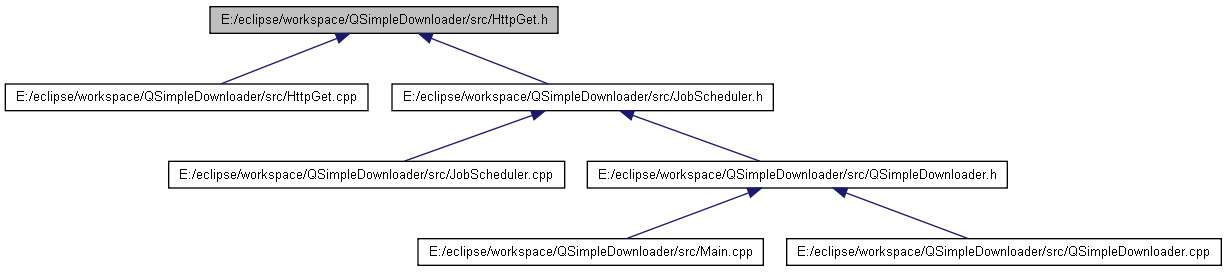 E:/eclipse/workspace/QSimpleDownloader/src/HttpGet.h
E:/eclipse/workspace/QSimpleDownloader/src/HttpGet.cpp
E:/eclipse/workspace/QSimpleDownloader/src/JobScheduler.h
E:/eclipse/workspace/QSimpleDownloader/src/JobScheduler.cpp
E:/eclipse/workspace/QSimpleDownloader/src/QSimpleDownloader.h
E:/eclipse/workspace/QSimpleDownloader/src/Main.cpp
E:/eclipse/workspace/QSimpleDownloader/src/QSimpleDownloader.cpp